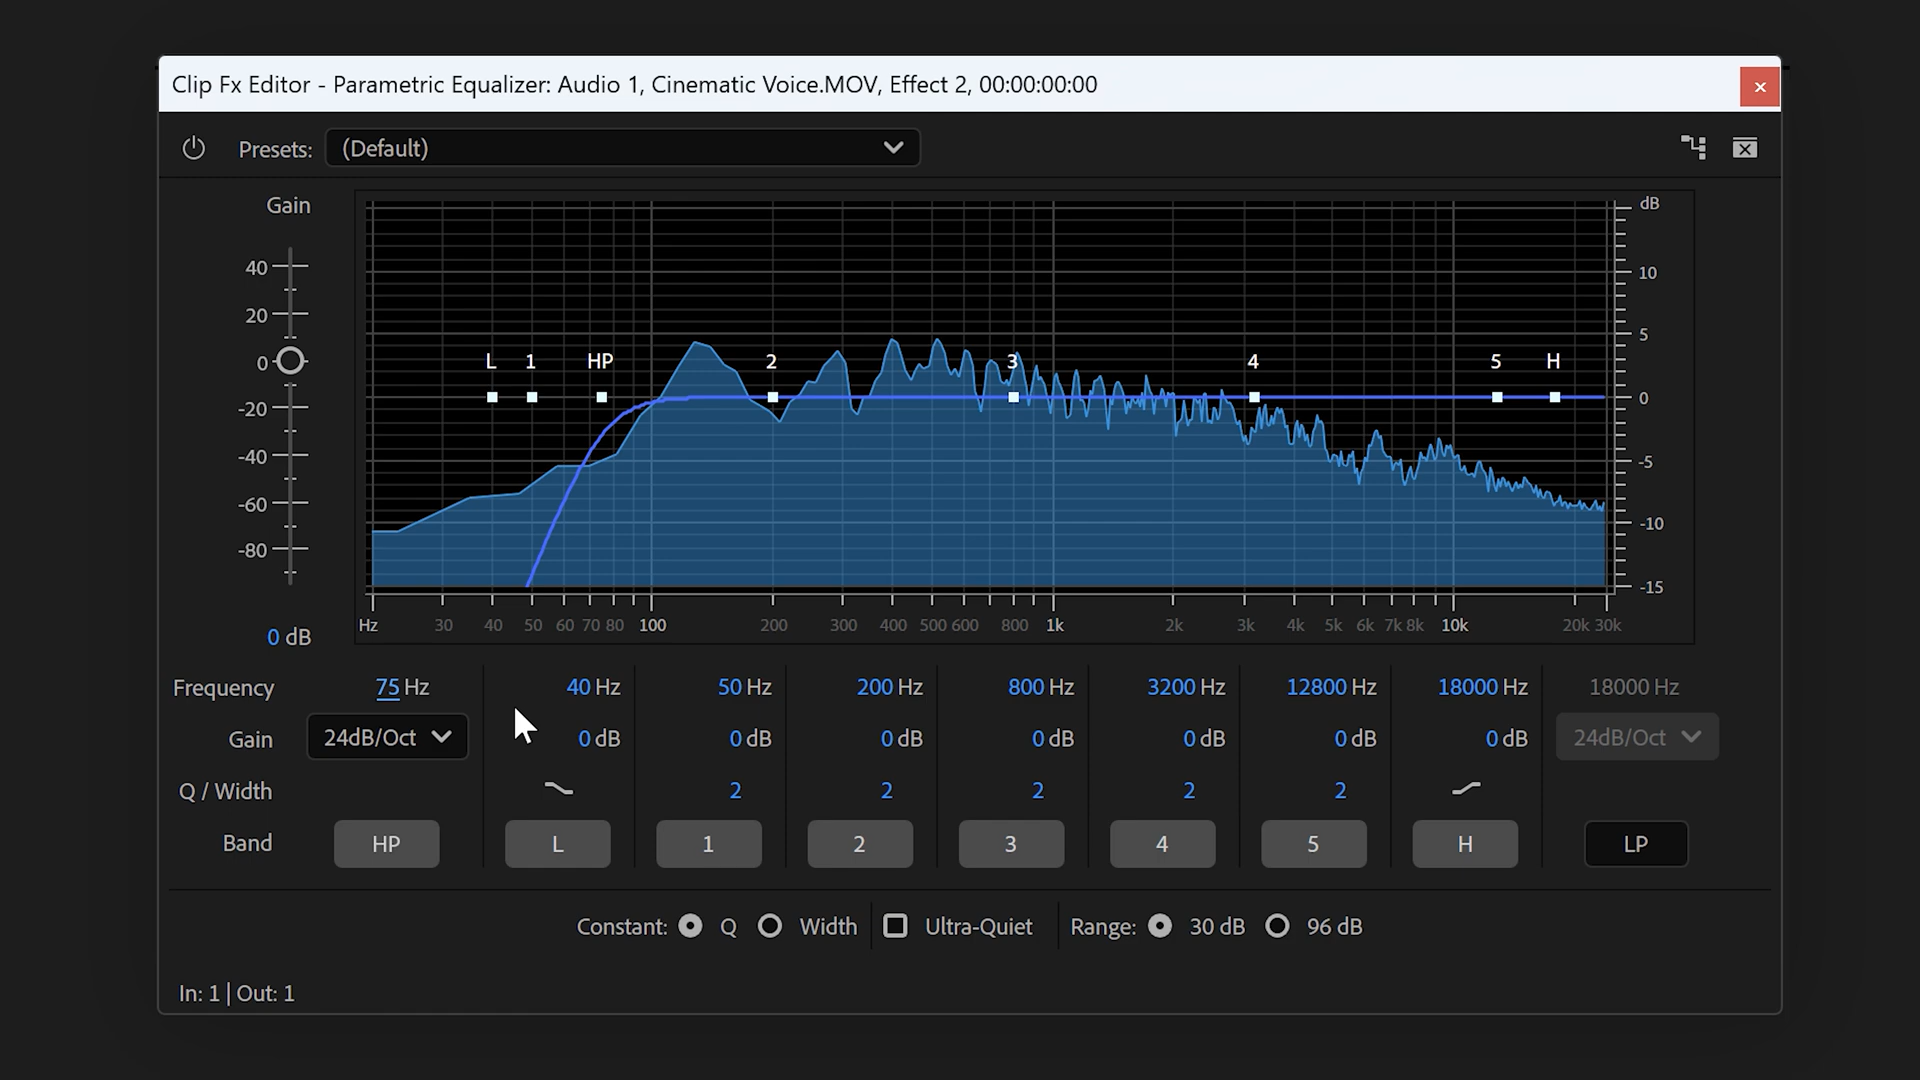 Clip Fx Editor - Parametric Equalizer: Audio 1, Cinematic Voice.MOV, Effect 2, 00:00:00:00
Presets: (Default)
Gain
dB
40
20
0
-20
-40
-60
-80
0 dB
L 1 HP 2 3 4 5 H
10
5
0
-5
-10
-15
Hz 30 40 50 60 70 80 100 200 300 400 500 600 800 1k 2k 3k 4k 5k 6k 7k 8k 10k 20k 30k
Frequency 75 Hz 40 Hz 50 Hz 200 Hz 800 Hz 3200 Hz 12800 Hz 18000 Hz 18000 Hz
Gain 24dB/Oct 0 dB 0 dB 0 dB 0 dB 0 dB 0 dB 0 dB 24dB/Oct
Q / Width 2 2 2 2 2
Band HP L 1 2 3 4 5 H LP
Constant: Q Width Ultra-Quiet Range: 30 dB 96 dB
In: 1 | Out: 1